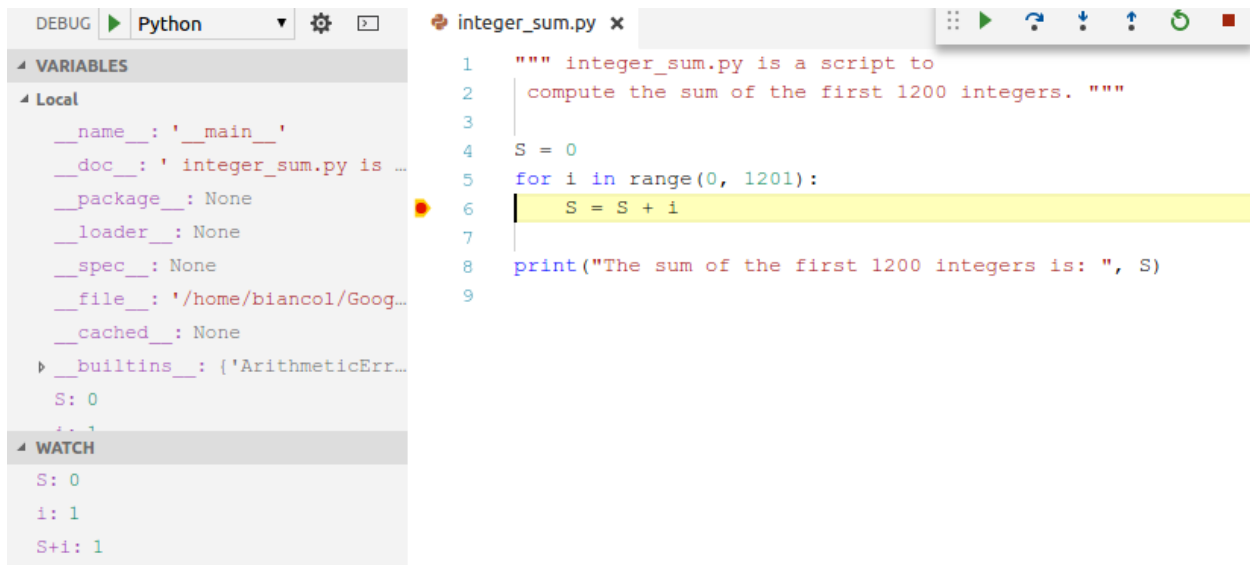 DEBUG Python
VARIABLES
Local
__name__: '__main__'
__doc__: ' integer_sum.py is …
__package__: None
__loader__: None
__spec__: None
__file__: '/home/biancol/Goog…
__cached__: None
__builtins__: {'ArithmeticErr…
S: 0
i: 1
WATCH
S: 0
i: 1
S+i: 1
integer_sum.py x
1 """ integer_sum.py is a script to
2 compute the sum of the first 1200 integers. """
3
4 S = 0
5 for i in range(0, 1201):
6 S = S + i
7
8 print("The sum of the first 1200 integers is: ", S)
9